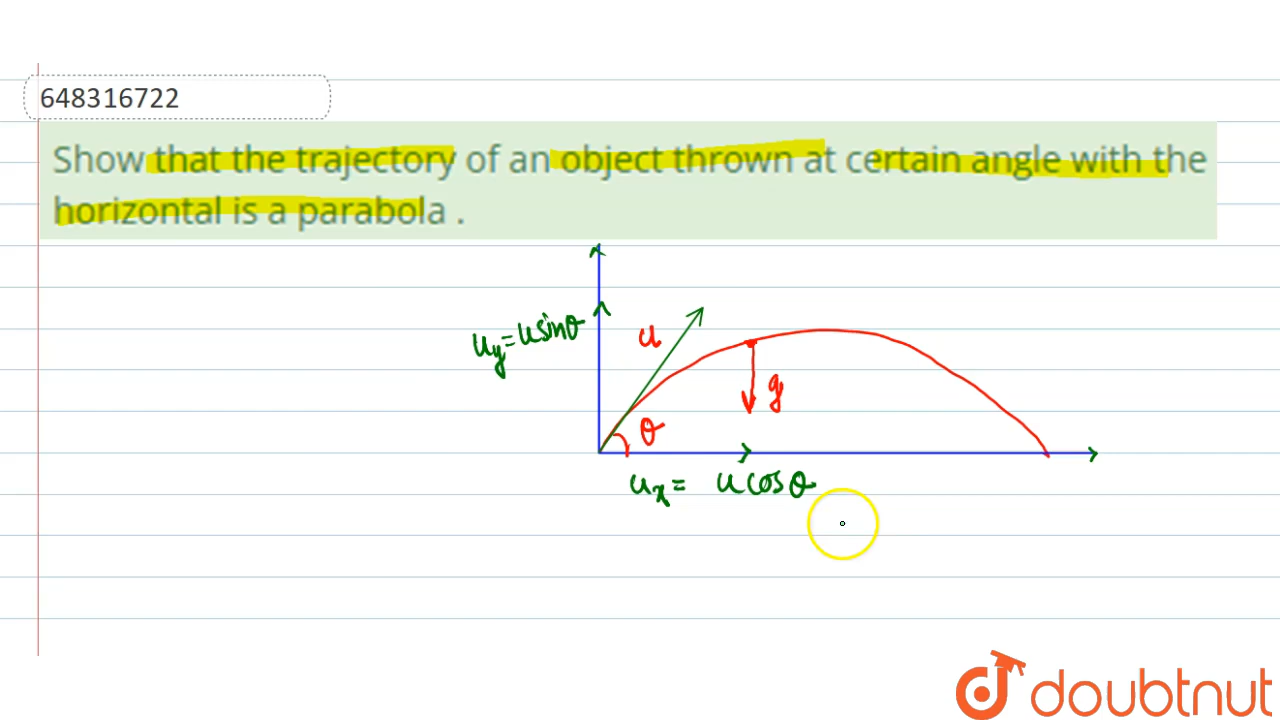 648316722
Show that the trajectory of an object thrown at certain angle with the
horizontal is a parabola .
uy=usinθ
u
g
θ
ux= ucosθ
doubtnut